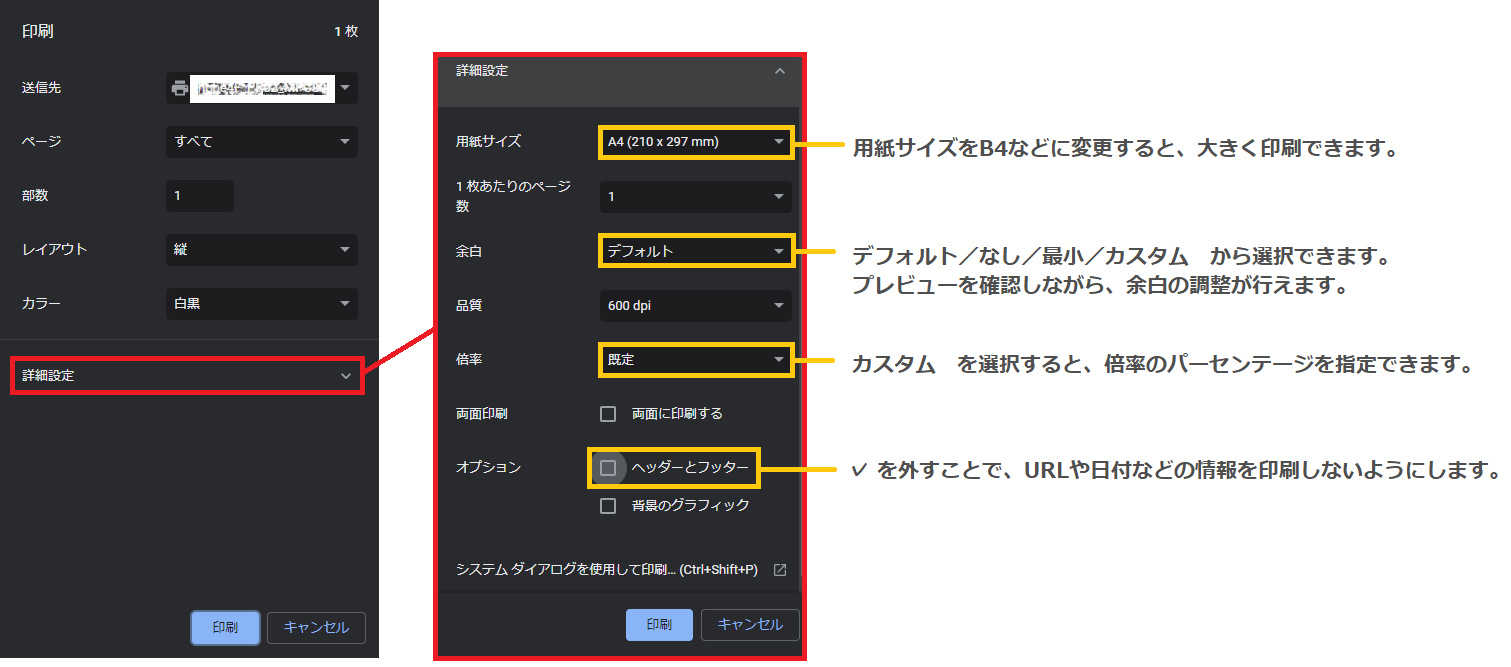 印刷
1 枚
送信先
ページ
すべて
部数
1
レイアウト
縦
カラー
白黒
詳細設定
印刷
キャンセル
詳細設定
用紙サイズ
A4 (210 x 297 mm)
用紙サイズをB4などに変更すると、大きく印刷できます。
1 枚あたりのページ
数
1
余白
デフォルト
デフォルト／なし／最小／カスタム　から選択できます。
プレビューを確認しながら、余白の調整が行えます。
品質
600 dpi
倍率
既定
カスタム　を選択すると、倍率のパーセンテージを指定できます。
両面印刷
両面に印刷する
オプション
ヘッダーとフッター
✓ を外すことで、URLや日付などの情報を印刷しないようにします。
背景のグラフィック
システム ダイアログを使用して印刷... (Ctrl+Shift+P)
印刷
キャンセル